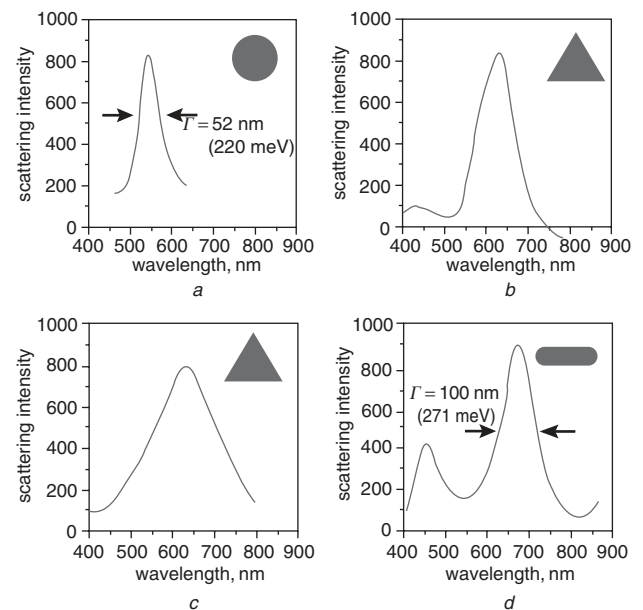 1000
800
600
400
200
0
scattering intensity
Γ = 52 nm
(220 meV)
400 500 600 700 800 900
wavelength, nm
a
1000
800
600
400
200
0
scattering intensity
400 500 600 700 800 900
wavelength, nm
b
1000
800
600
400
200
0
scattering intensity
400 500 600 700 800 900
wavelength, nm
c
1000
800
600
400
200
0
scattering intensity
Γ = 100 nm
(271 meV)
400 500 600 700 800 900
wavelength, nm
d